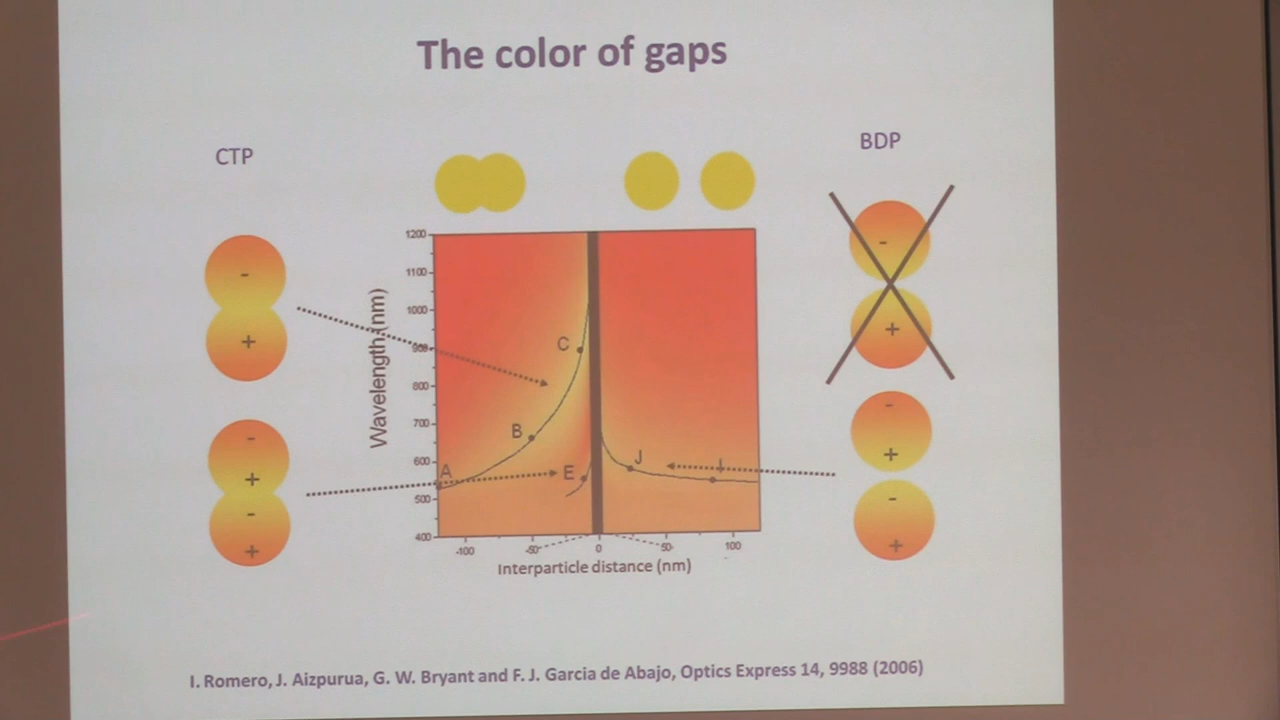 The color of gaps
CTP
BDP
-
+
-
+
-
+
Wavelength (nm)
1200
1100
1000
900
800
700
600
500
400
C
B
A
E
J
I
-100
-50
0
50
100
Interparticle distance (nm)
-
+
-
+
-
+
I. Romero, J. Aizpurua, G. W. Bryant and F. J. Garcia de Abajo, Optics Express 14, 9988 (2006)